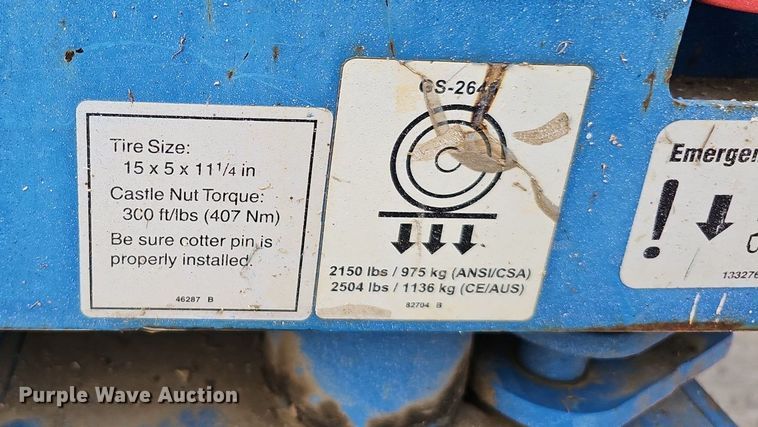 Tire Size:
15 x 5 x 11 1/4 in
Castle Nut Torque:
300 ft/lbs (407 Nm)
Be sure cotter pin is
properly installed.
46287 B
2150 lbs / 975 kg (ANSI/CSA)
2504 lbs / 1136 kg (CE/AUS)
82704 B
Purple Wave Auction®